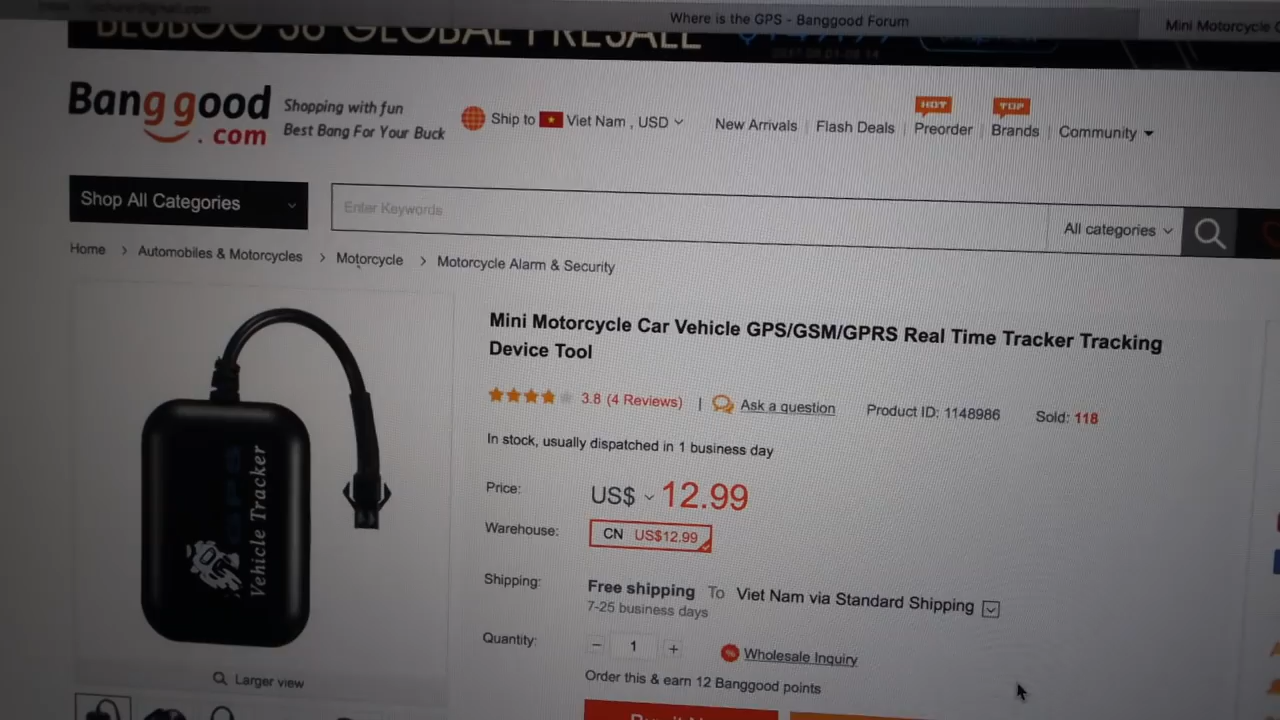 Where is the GPS - Banggood Forum
Mini Motorcycle
GLOBAL PRESALE
Banggood
.com
Shopping with fun
Best Bang For Your Buck
Ship to Viet Nam , USD
New Arrivals
Flash Deals
HOT
Preorder
TOP
Brands
Community
Shop All Categories
Enter Keywords
All categories
Home > Automobiles & Motorcycles > Motorcycle > Motorcycle Alarm & Security
Mini Motorcycle Car Vehicle GPS/GSM/GPRS Real Time Tracker Tracking
Device Tool
3.8 (4 Reviews) | Ask a question Product ID: 1148986 Sold: 118
In stock, usually dispatched in 1 business day
Price: US$ 12.99
Warehouse: CN US$12.99
Shipping: Free shipping To Viet Nam via Standard Shipping
7-25 business days
Quantity: − 1 +
% Wholesale Inquiry
Order this & earn 12 Banggood points
GPS
Vehicle Tracker
Larger view